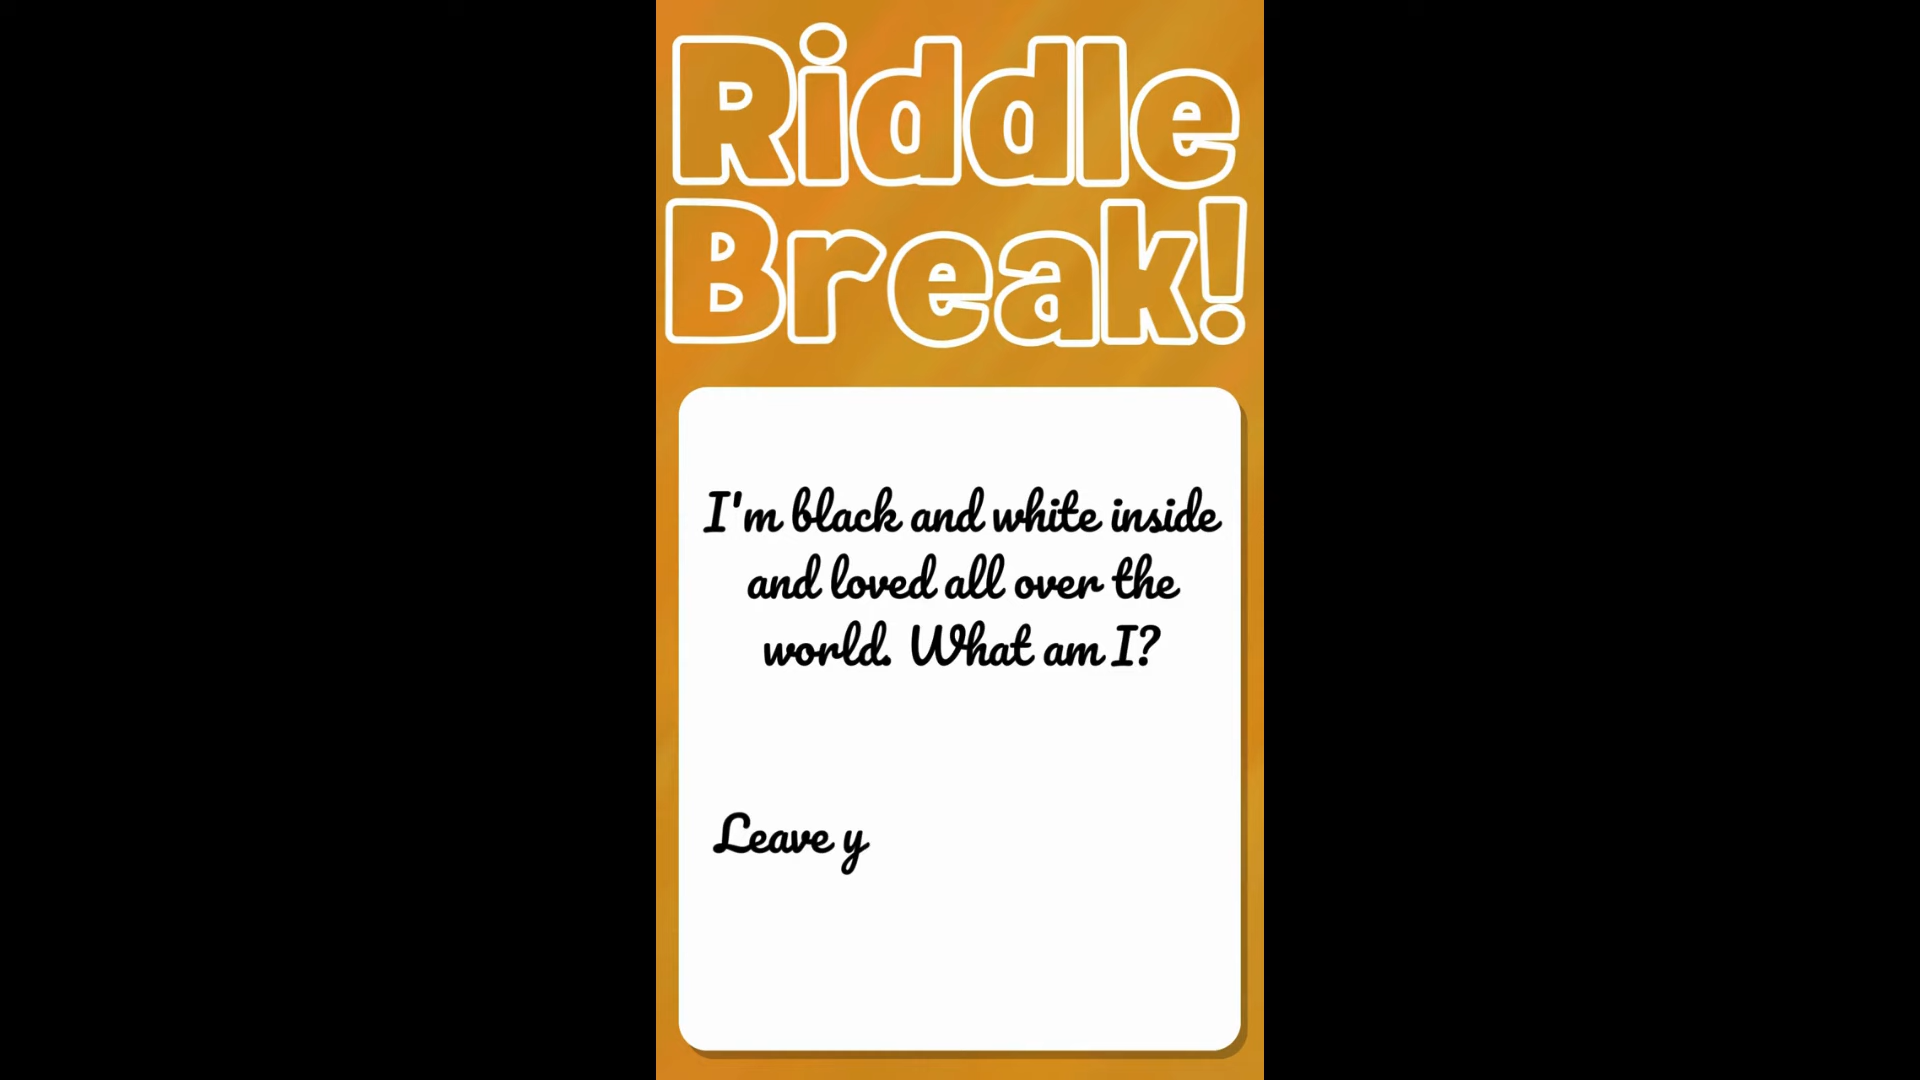 Riddle
Break!
I'm black and white inside
and loved all over the
world. What am I?
Leave y